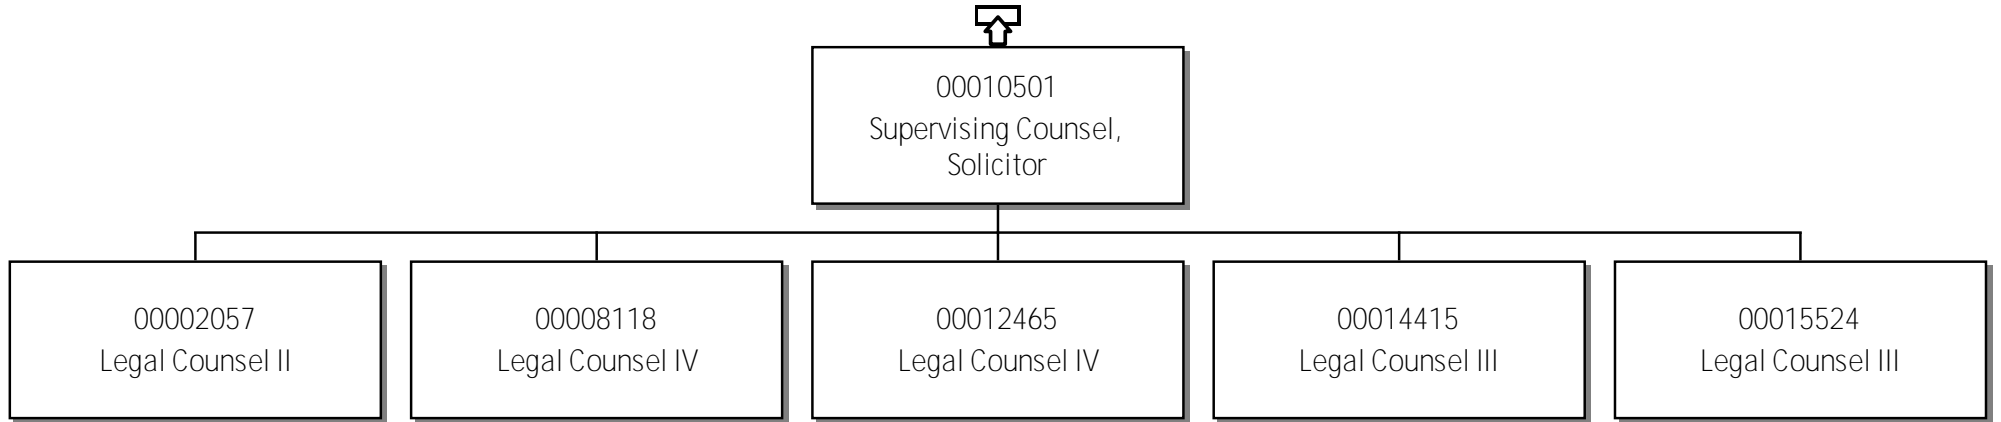 00010501
Supervising Counsel,
Solicitor
00002057
Legal Counsel II
00008118
Legal Counsel IV
00012465
Legal Counsel IV
00014415
Legal Counsel III
00015524
Legal Counsel III